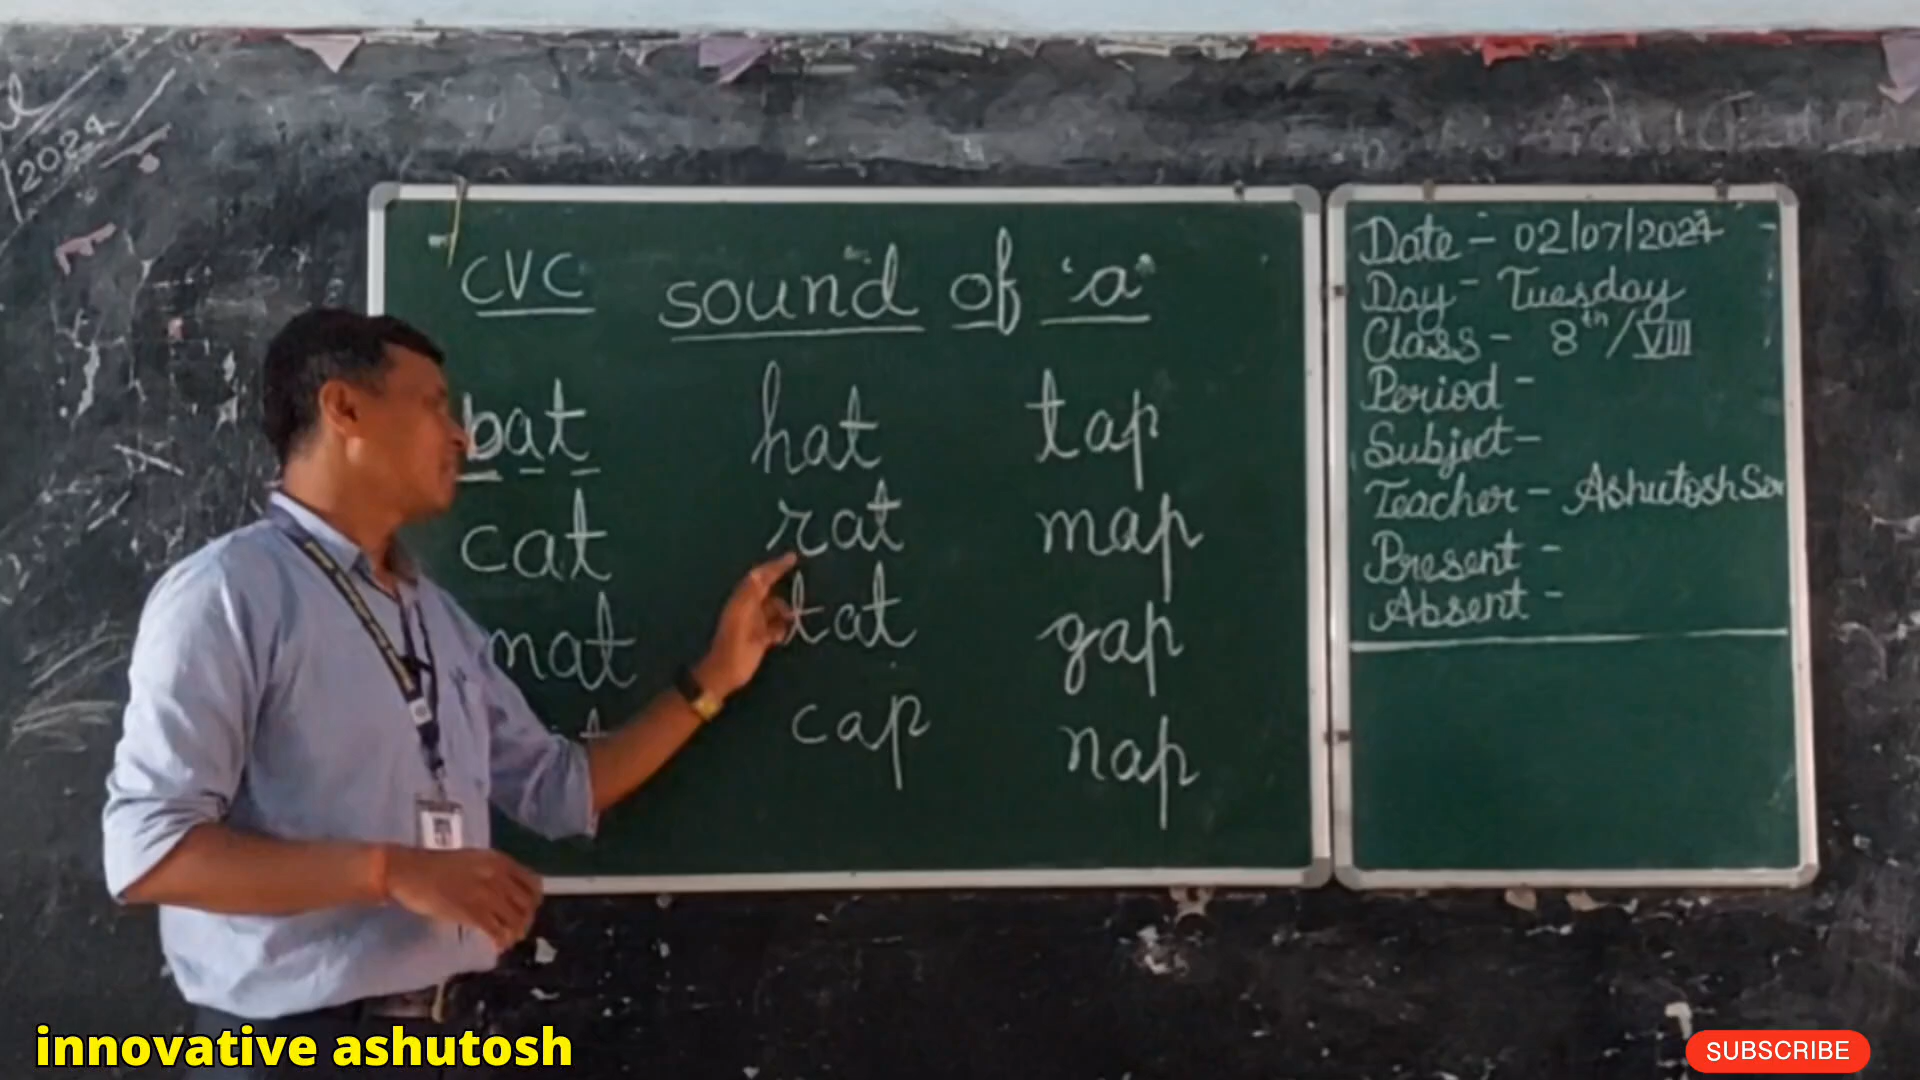 /2024
CVC sound of 'a'
bat hat tap
cat rat map
mat tat gap
cap nap
Date - 02/07/2024
Day - Tuesday
Class - 8th/VIII
Period -
Subject -
Teacher - Ashutosh Sir
Present -
Absent -
innovative ashutosh
SUBSCRIBE